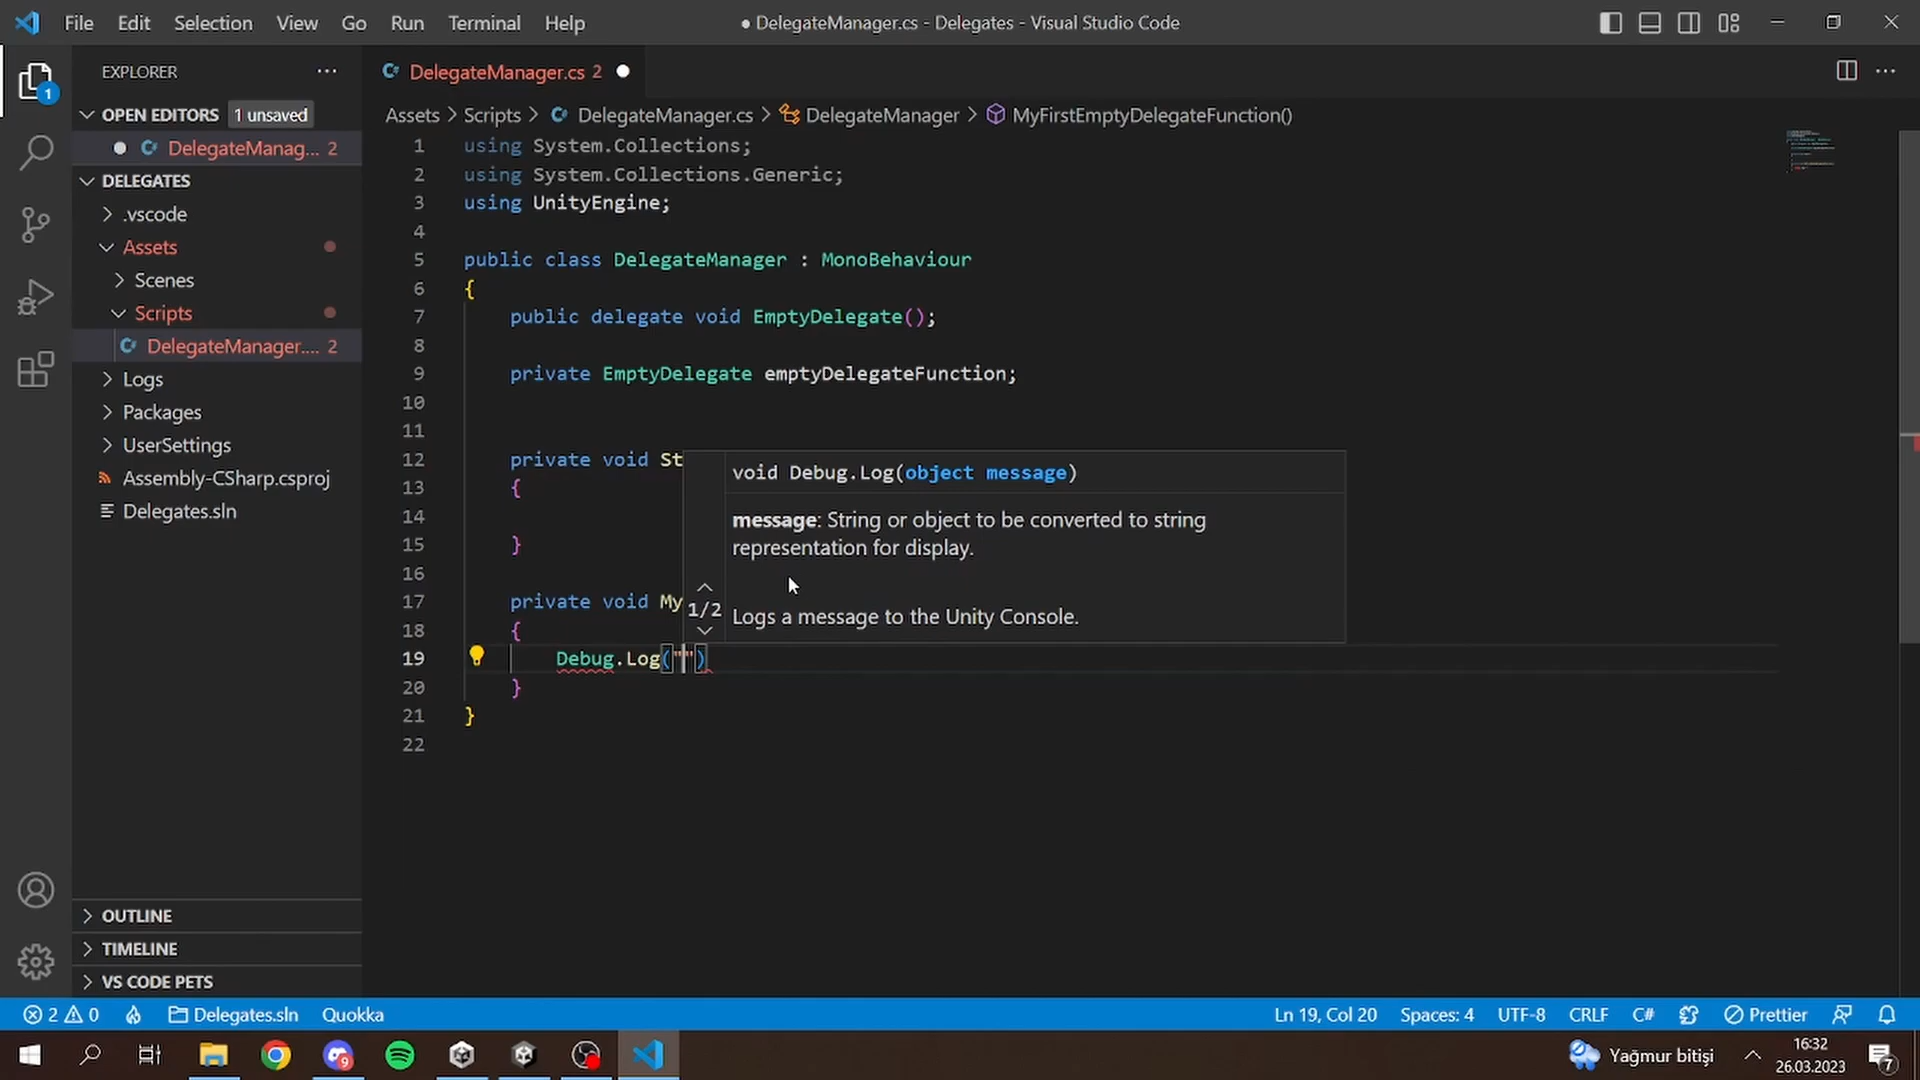 File Edit Selection View Go Run Terminal Help
● DelegateManager.cs - Delegates - Visual Studio Code
EXPLORER
OPEN EDITORS 1 unsaved
DelegateManag... 2
DELEGATES
.vscode
Assets
Scenes
Scripts
DelegateManager.... 2
Logs
Packages
UserSettings
Assembly-CSharp.csproj
Delegates.sln
OUTLINE
TIMELINE
VS CODE PETS
1
DelegateManager.cs 2
Assets > Scripts > DelegateManager.cs > DelegateManager > MyFirstEmptyDelegateFunction()
1 using System.Collections;
2 using System.Collections.Generic;
3 using UnityEngine;
4
5 public class DelegateManager : MonoBehaviour
6 {
7 public delegate void EmptyDelegate();
8
9 private EmptyDelegate emptyDelegateFunction;
10
11
12 private void St
13 {
14
15 }
16
17 private void My
18 {
19 Debug.Log("")
20 }
21 }
22
void Debug.Log(object message)
message: String or object to be converted to string
representation for display.
1/2
Logs a message to the Unity Console.
2 0 Delegates.sln Quokka
Ln 19, Col 20 Spaces: 4 UTF-8 CRLF C# Prettier
9
Yağmur bitişi
16:32
26.03.2023
7